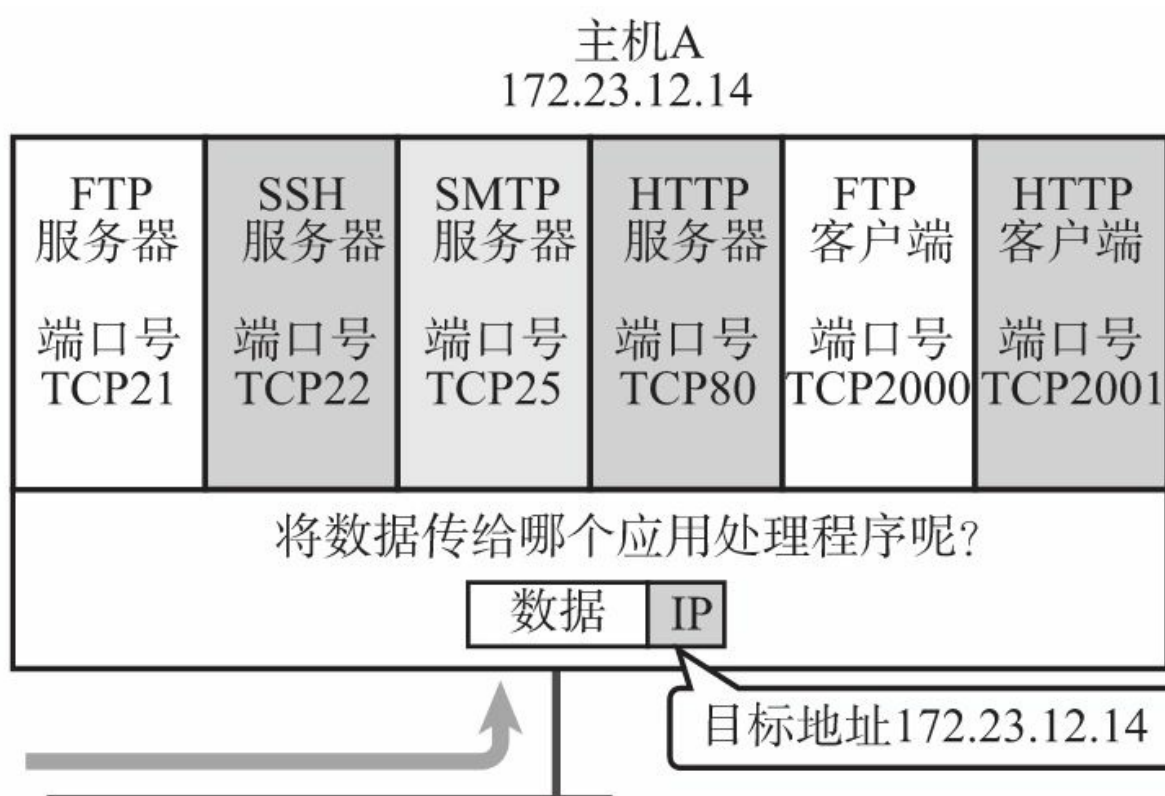 主机A
172.23.12.14
FTP
服务器
端口号
TCP21
SSH
服务器
端口号
TCP22
SMTP
服务器
端口号
TCP25
HTTP
服务器
端口号
TCP80
FTP
客户端
端口号
TCP2000
HTTP
客户端
端口号
TCP2001
将数据传给哪个应用处理程序呢？
数据
IP
目标地址172.23.12.14